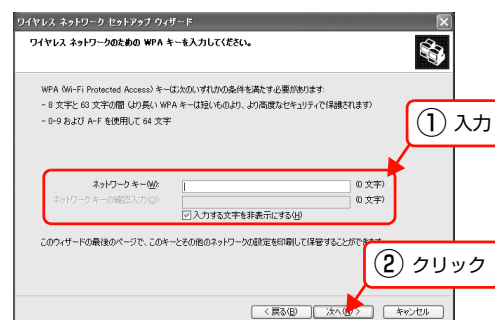 ワイヤレス ネットワーク セットアップ ウィザード
ワイヤレス ネットワークのための WPA キーを入力してください。
WPA (Wi-Fi Protected Access) キーは次のいずれかの条件を満たす必要があります:
- 8 文字と 63 文字の間 (より長い WPA キーは短いものより、より高度なセキュリティで保護されます)
- 0-9 および A-F を使用して 64 文字
① 入力
ネットワーク キー(W): (0 文字)
ネットワーク キーの確認入力(O): (0 文字)
入力する文字を非表示にする(H)
このウィザードの最後のページで、このキーとその他のネットワークの設定を印刷して保管することができます。
② クリック
< 戻る(B) 次へ(N) > キャンセル